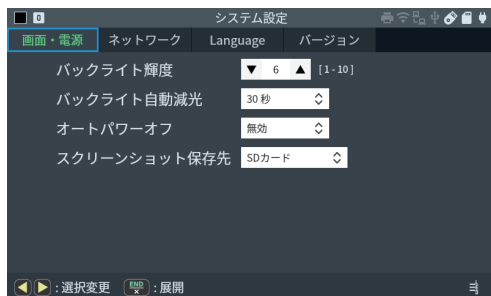 0 システム設定
画面・電源 ネットワーク Language バージョン
バックライト輝度 ▼ 6 ▲ [1-10]
バックライト自動減光 30 秒
オートパワーオフ 無効
スクリーンショット保存先 SDカード
:選択変更 END × :展開